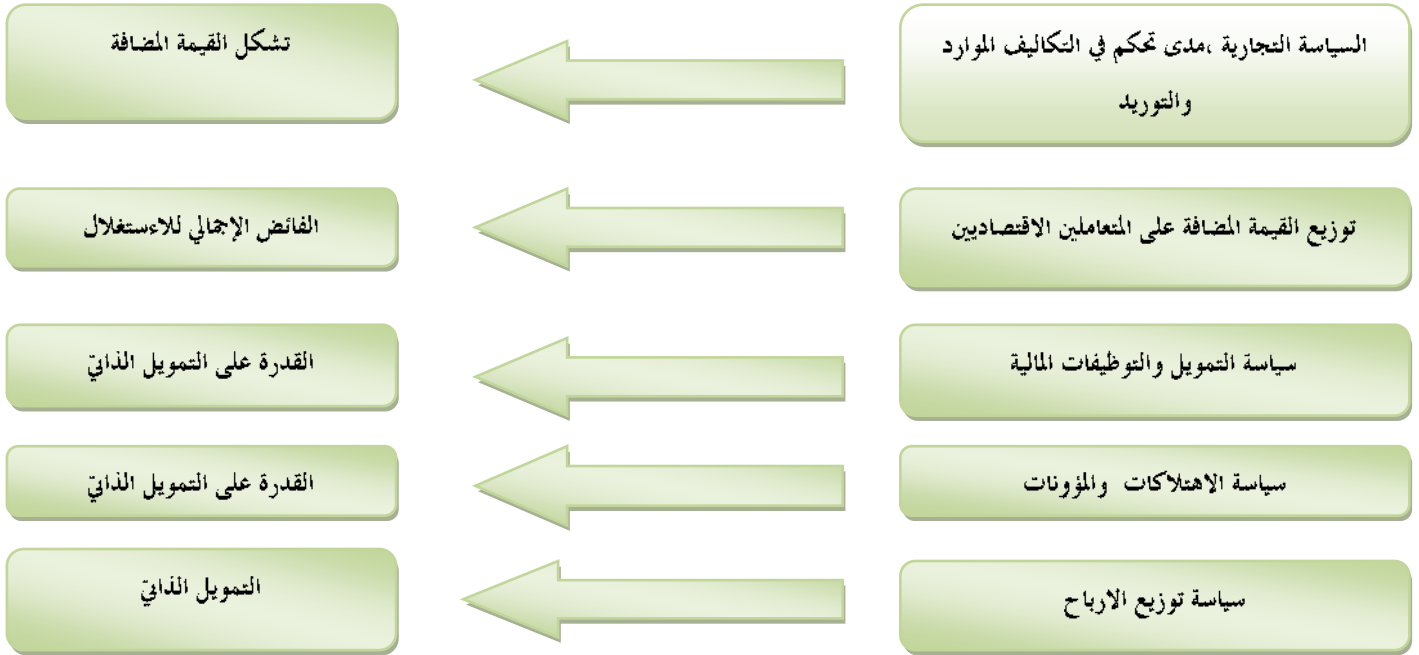 السياسة التجارية ،مدى تحكم في التكاليف الموارد
والتوريد
تشكل القيمة المضافة
توزيع القيمة المضافة على المتعاملين الاقتصاديين
الفائض الإجمالي للاءستغلال
سياسة التمويل والتوظيفات المالية
القدرة على التمويل الذاتيّ
سياسة الاهتلاكات والمؤونات
القدرة على التمويل الذاتيّ
سياسة توزيع الارباح
التمويل الذاتيّ